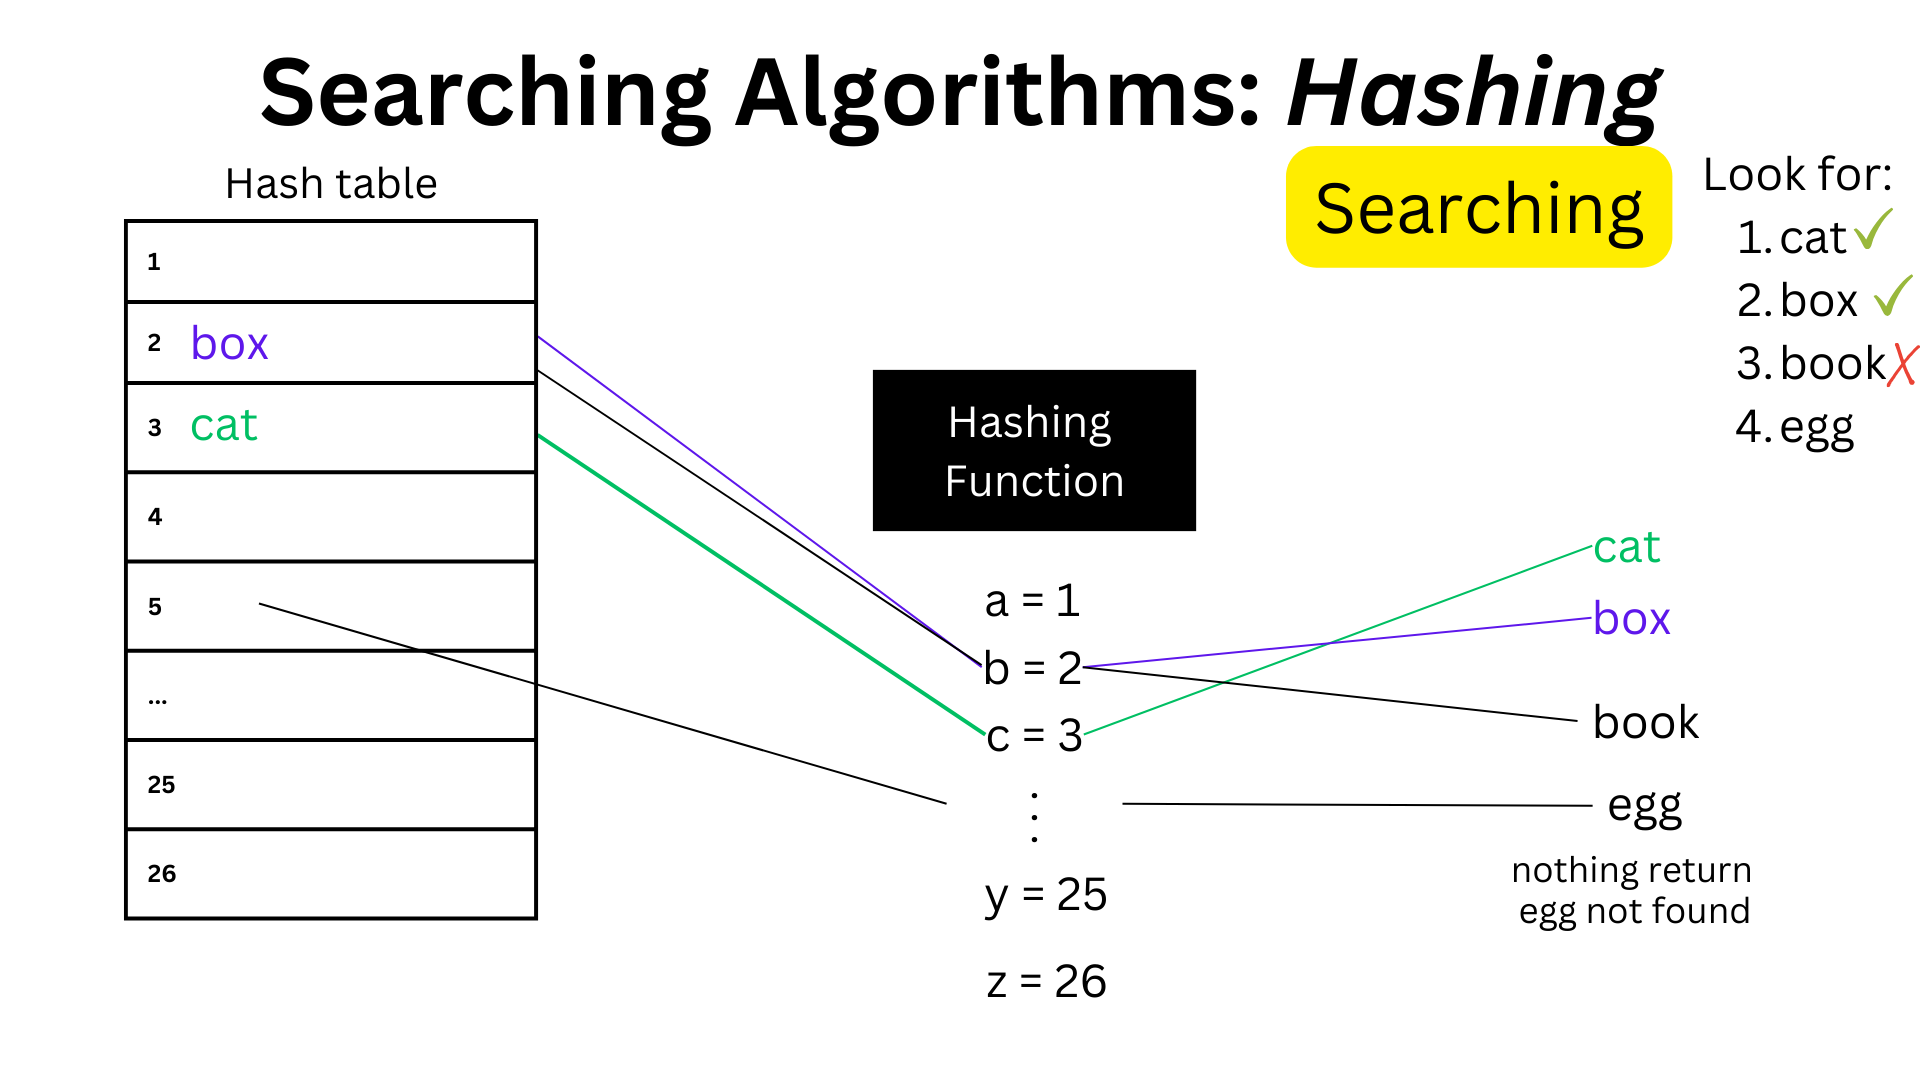 Searching Algorithms: Hashing
Hash table
Searching
Look for:
1. cat ✓
2. box ✓
3. book ✗
4. egg
1
2 box
3 cat
4
5
...
25
26
Hashing
Function
a = 1
b = 2
c = 3
.
.
.
y = 25
z = 26
cat
box
book
egg
nothing return
egg not found